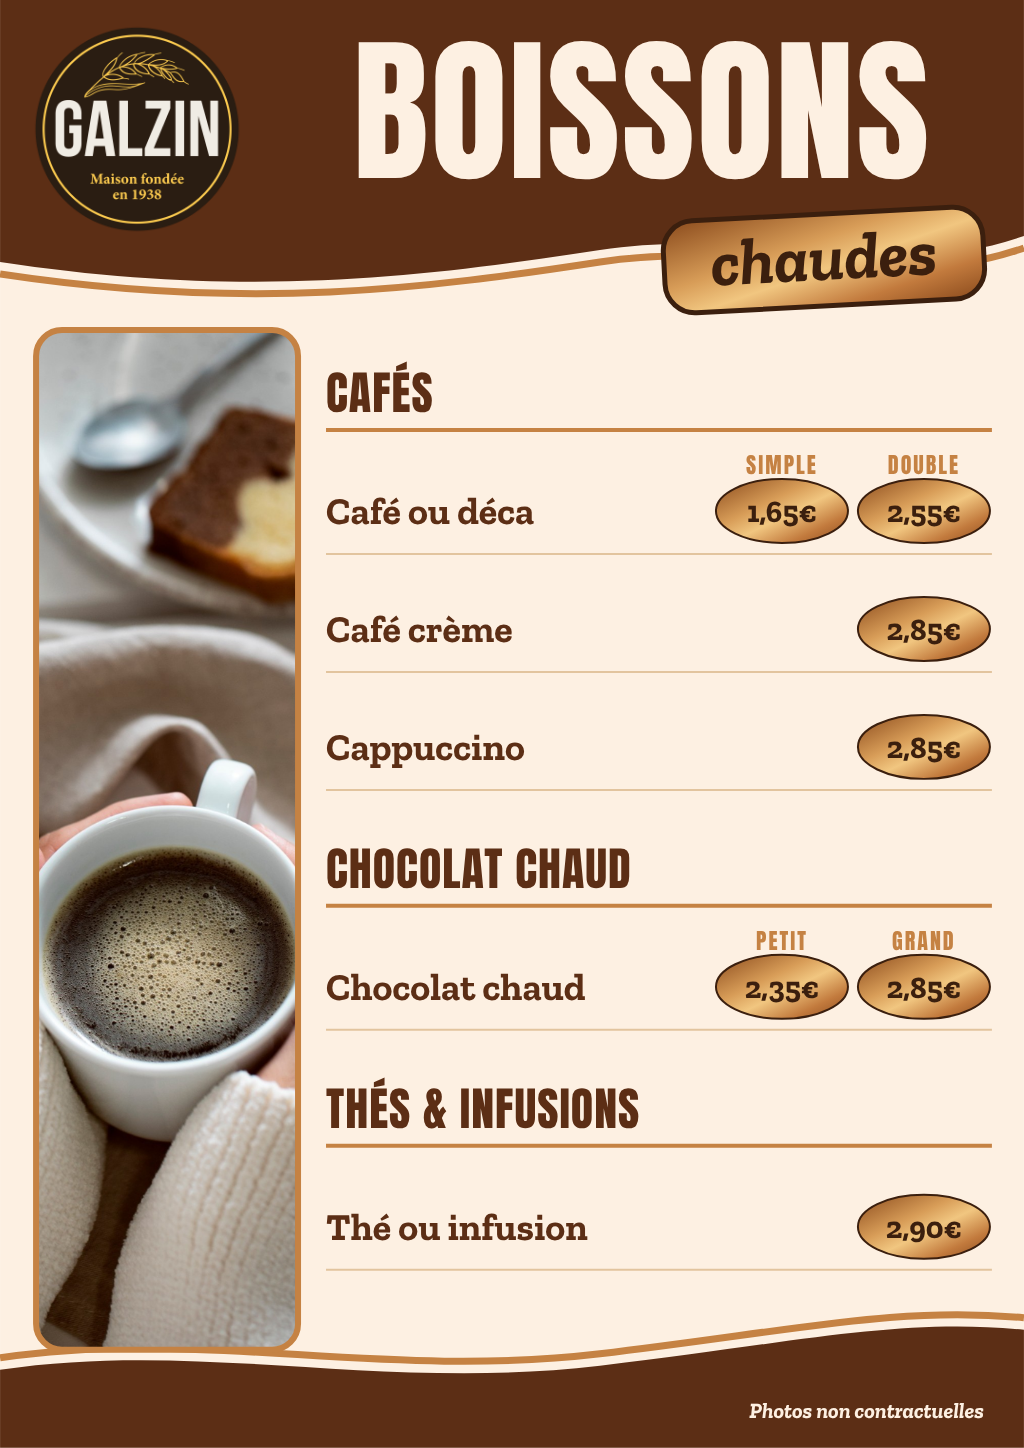 GALZIN
Maison fondée
en 1938
BOISSONS
chaudes
CAFÉS
SIMPLE DOUBLE
Café ou déca 1,65€ 2,55€
Café crème 2,85€
Cappuccino 2,85€
CHOCOLAT CHAUD
PETIT GRAND
Chocolat chaud 2,35€ 2,85€
THÉS & INFUSIONS
Thé ou infusion 2,90€
Photos non contractuelles